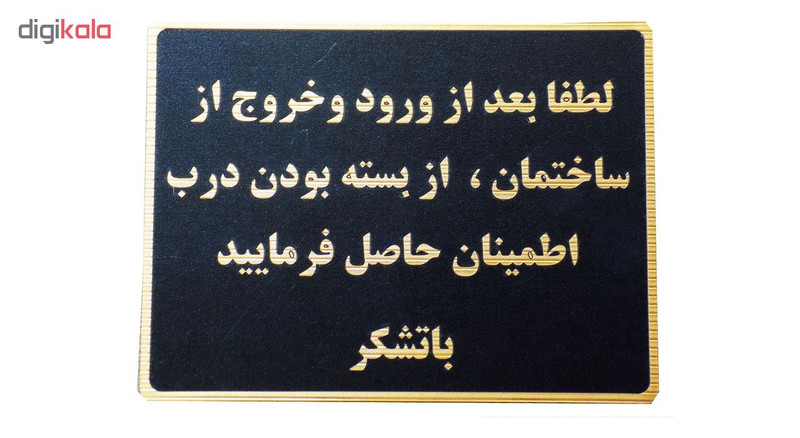 digikala
لطفا بعد از ورود وخروج از
ساختمان ، از بسته بودن درب
اطمینان حاصل فرمایید
باتشکر